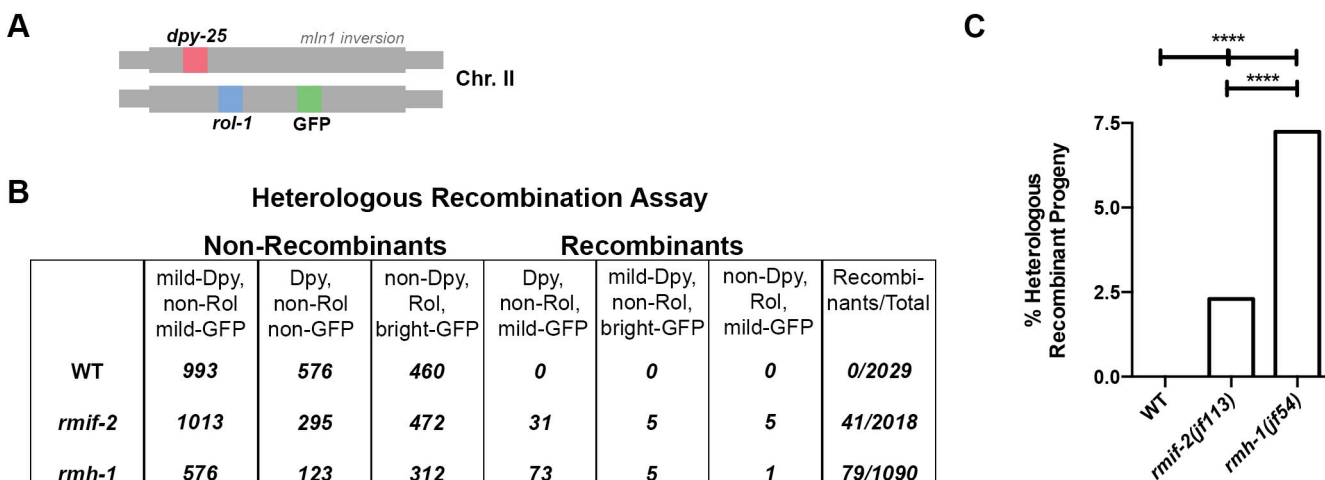 A
dpy-25
mIn1 inversion
Chr. II
rol-1
GFP
B
Heterologous Recombination Assay
Non-Recombinants
Recombinants
mild-Dpy, non-Rol mild-GFP
Dpy, non-Rol non-GFP
non-Dpy, Rol, bright-GFP
Dpy, non-Rol, mild-GFP
mild-Dpy, non-Rol, bright-GFP
non-Dpy, Rol, mild-GFP
Recombi-nants/Total
WT 993 576 460 0 0 0 0/2029
rmif-2 1013 295 472 31 5 5 41/2018
rmh-1 576 123 312 73 5 1 79/1090
C
****
****
% Heterologous
Recombinant Progeny
7.5
5.0
2.5
0.0
WT
rmif-2(jf113)
rmh-1(jf54)